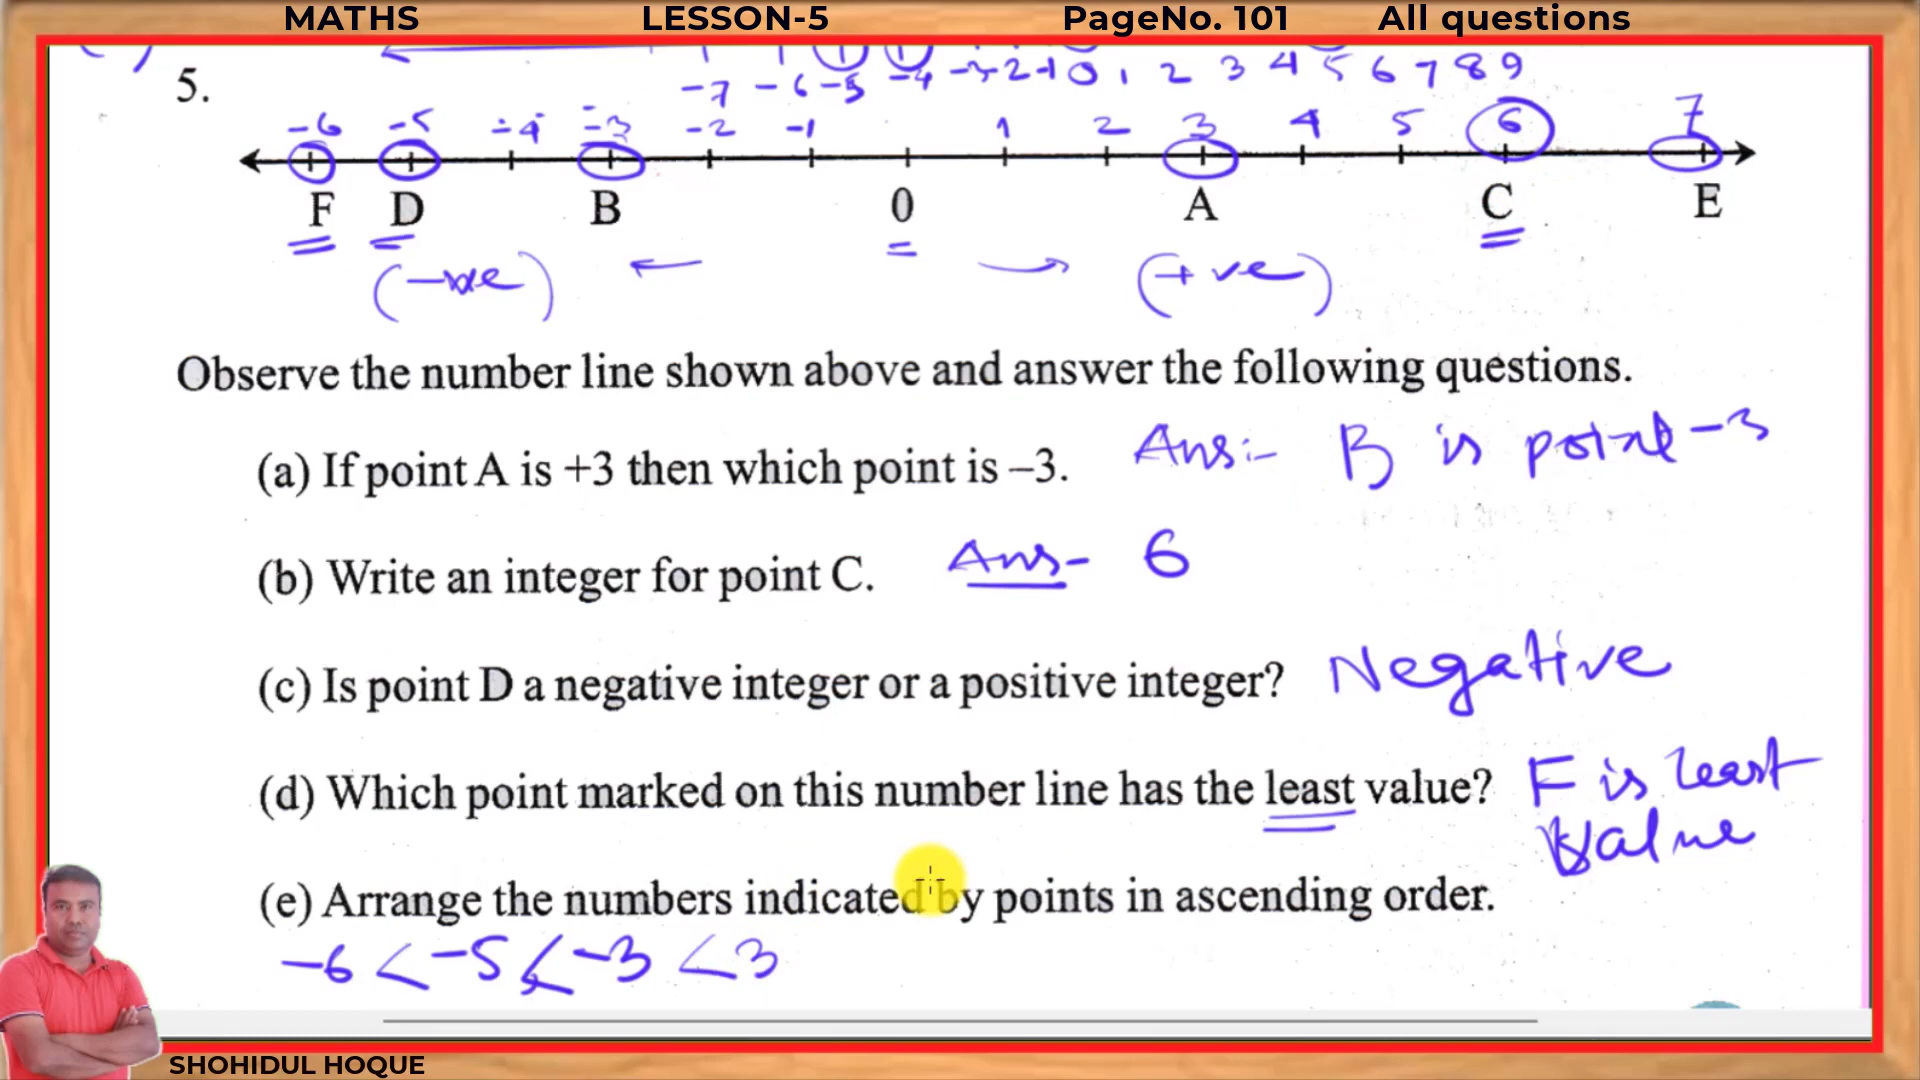 MATHS LESSON-5 PageNo. 101 All questions
-7 -6 -5 -4 -3 -2 -1 0 1 2 3 4 5 6 7 8 9
5.
-6 -5 -4 -3 -2 -1 1 2 3 4 5 6 7
F D B 0 A C E
(-ve) (+ve)
Observe the number line shown above and answer the following questions.
(a) If point A is +3 then which point is –3. Ans:- B is point -3
(b) Write an integer for point C. Ans- 6
(c) Is point D a negative integer or a positive integer? Negative
(d) Which point marked on this number line has the least value? F is least
value
(e) Arrange the numbers indicated by points in ascending order.
-6 < -5 < -3 < 3
SHOHIDUL HOQUE